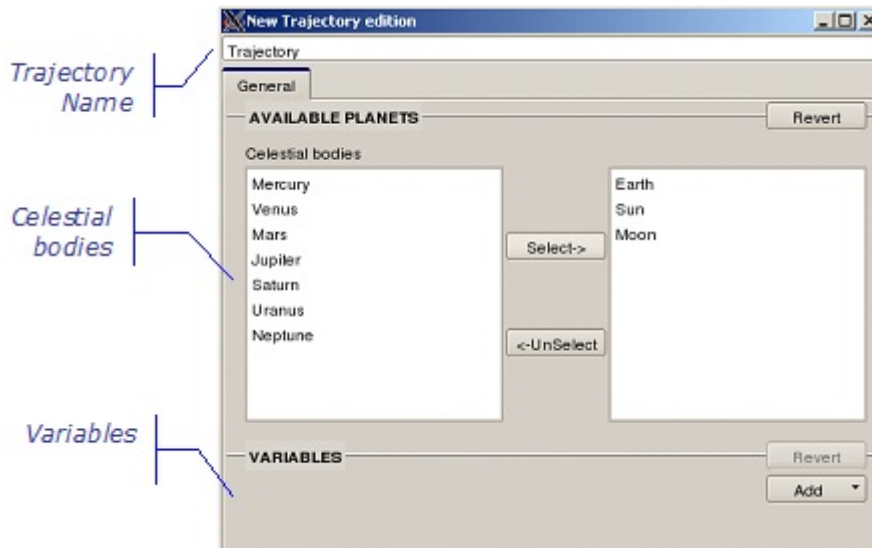 New Trajectory edition
Trajectory
Trajectory
Name
General
AVAILABLE PLANETS
Revert
Celestial bodies
Mercury
Venus
Mars
Jupiter
Saturn
Uranus
Neptune
Select->
<-UnSelect
Earth
Sun
Moon
Celestial
bodies
Variables
VARIABLES
Revert
Add